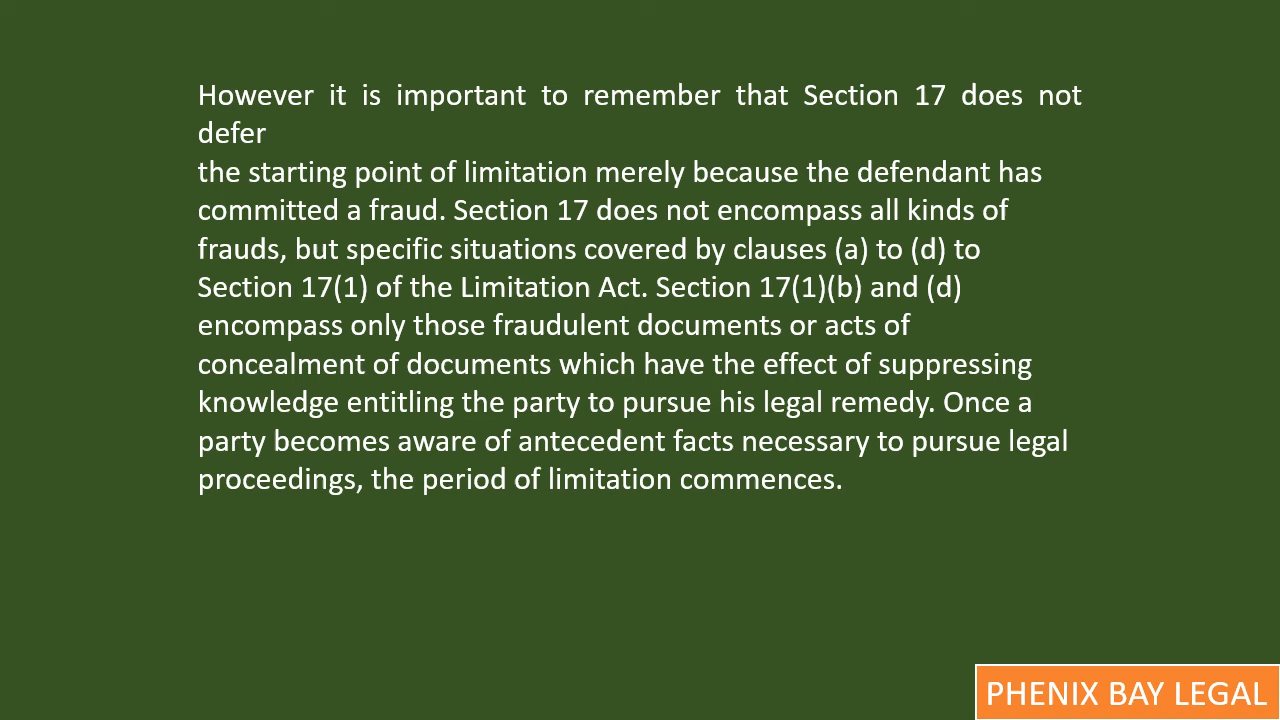 However it is important to remember that Section 17 does not
defer
the starting point of limitation merely because the defendant has
committed a fraud. Section 17 does not encompass all kinds of
frauds, but specific situations covered by clauses (a) to (d) to
Section 17(1) of the Limitation Act. Section 17(1)(b) and (d)
encompass only those fraudulent documents or acts of
concealment of documents which have the effect of suppressing
knowledge entitling the party to pursue his legal remedy. Once a
party becomes aware of antecedent facts necessary to pursue legal
proceedings, the period of limitation commences.
PHENIX BAY LEGAL